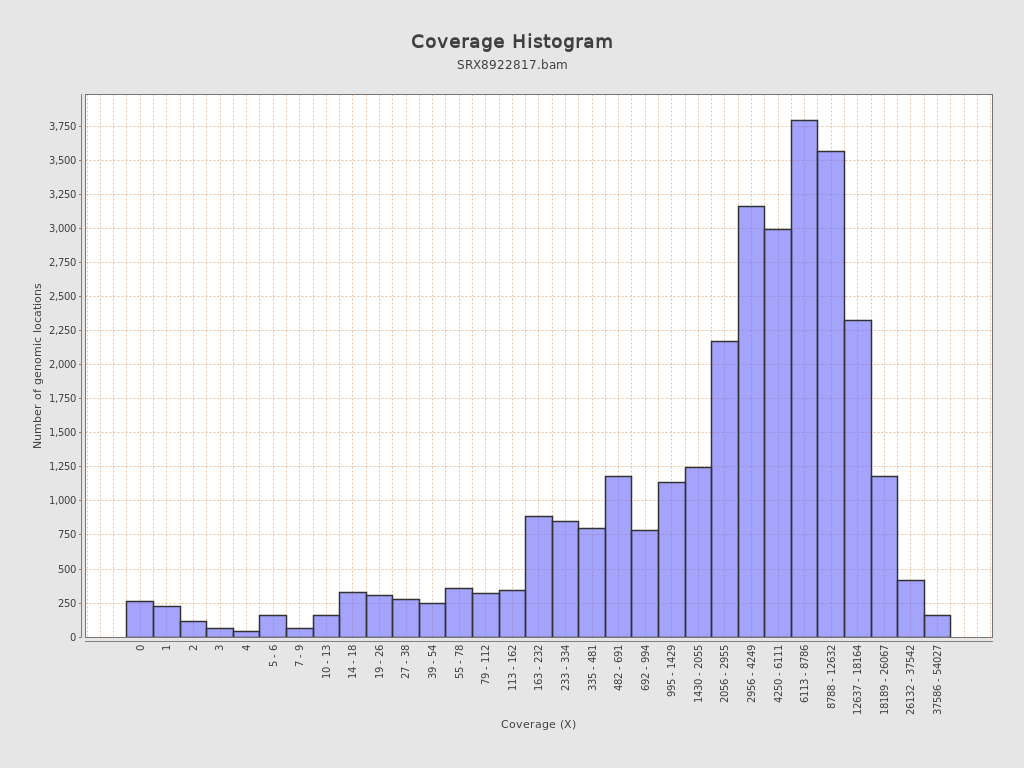 Coverage Histogram
SRX8922817.bam
Number of genomic locations
3,750
3,500
3,250
3,000
2,750
2,500
2,250
2,000
1,750
1,500
1,250
1,000
750
500
250
0
0
1
2
3
4
5 - 6
7 - 9
10 - 13
14 - 18
19 - 26
27 - 38
39 - 54
55 - 78
79 - 112
113 - 162
163 - 232
233 - 334
335 - 481
482 - 691
692 - 994
995 - 1429
1430 - 2055
2056 - 2955
2956 - 4249
4250 - 6111
6113 - 8786
8788 - 12632
12637 - 18164
18189 - 26067
26132 - 37542
37586 - 54027
Coverage (X)